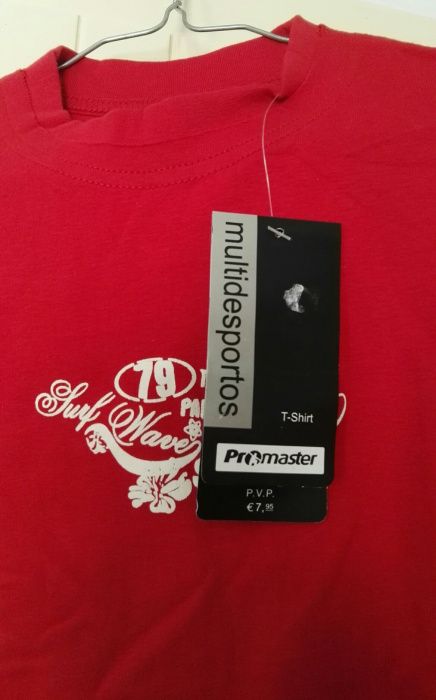 multidesportos
T-Shirt
Promaster
P.V.P.
€7,95
79
Surf Wave